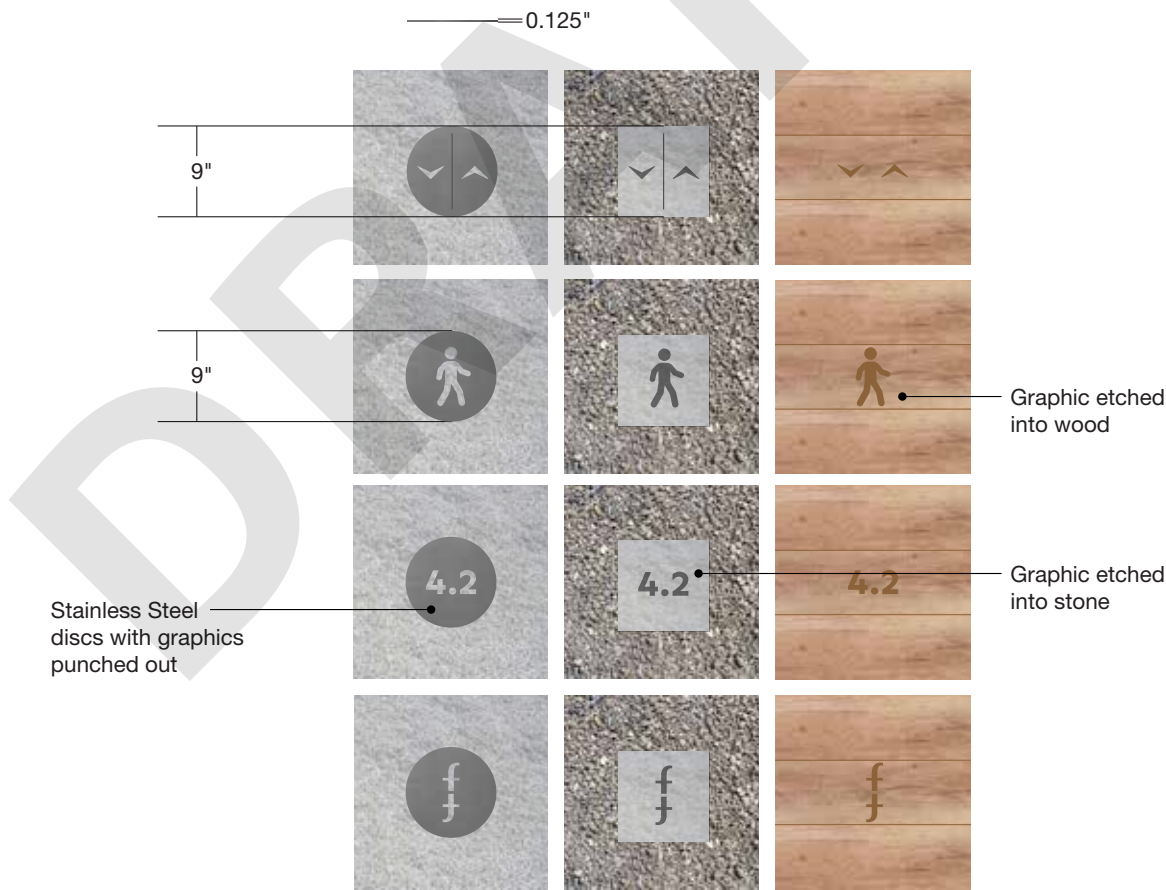 0.125"
9"
9"
Graphic etched
into wood
4.2
4.2
4.2
Graphic etched
into stone
Stainless Steel
discs with graphics
punched out
DRA